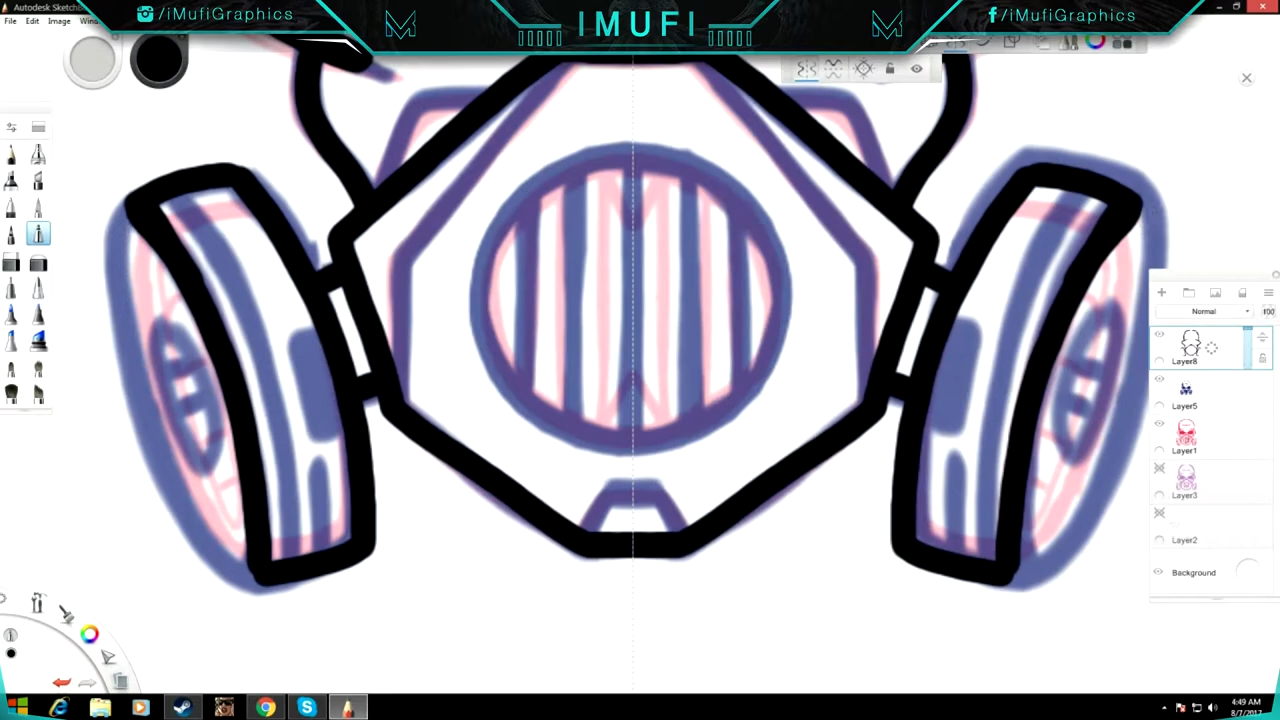 Autodesk SketchB
File Edit Image Wind
/iMufiGraphics
IMUFI
/iMufiGraphics
Normal
100
Layer8
Layer5
Layer1
Layer3
Layer2
Background
4:49 AM
8/7/2017